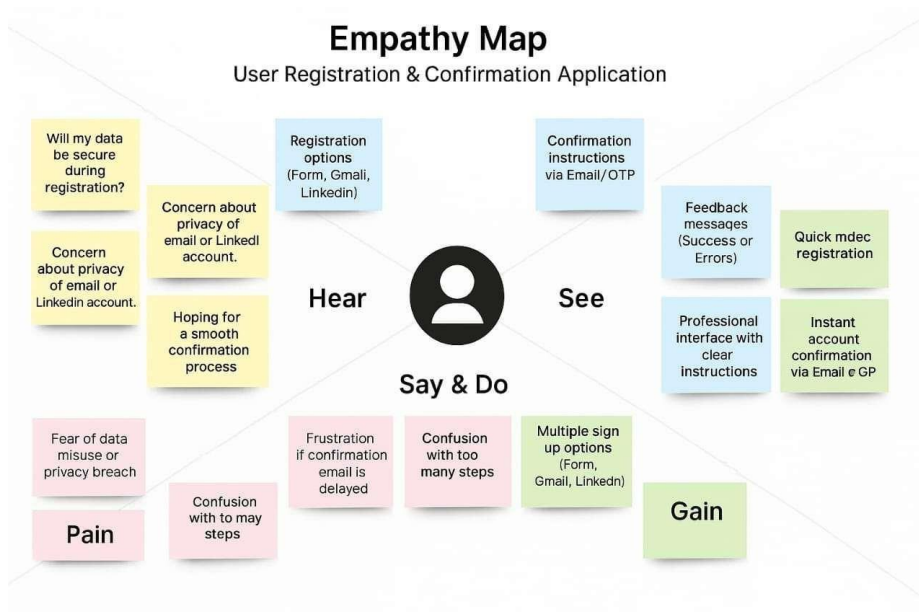 Empathy Map
User Registration & Confirmation Application
Will my data
be secure
during
registration?
Concern about
privacy of
email or LinkedI
account.
Concern
about privacy
of email or
Linkedin account.
Hoping for
a smooth
confirmation
process
Registration
options
(Form, Gmali,
Linkedin)
Hear
Confirmation
instructions
via Email/OTP
See
Feedback
messaqes
(Success or
Errors)
Quick mdec
registration
Professional
interface with
clear
instructions
Instant
account
confirmation
via Email e GP
Say & Do
Fear of data
misuse or
privacy breach
Pain
Confusion
with to may
steps
Frustration
if confirmation
email is
delayed
Confusion
with too
many steps
Multiple sign
up options
(Form,
Gmail, Linkedn)
Gain